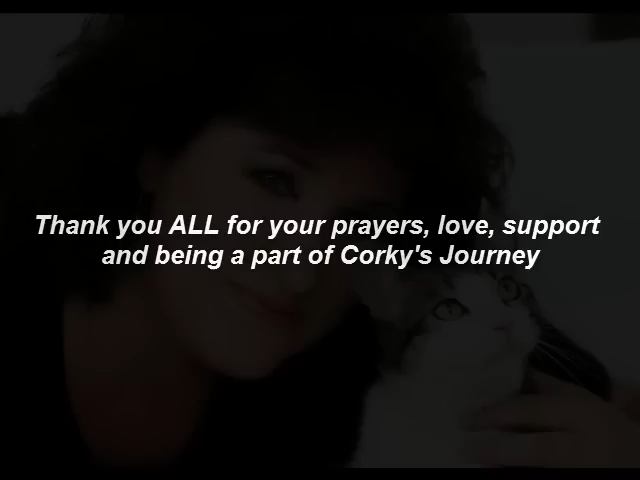 Thank you ALL for your prayers, love, support
and being a part of Corky's Journey